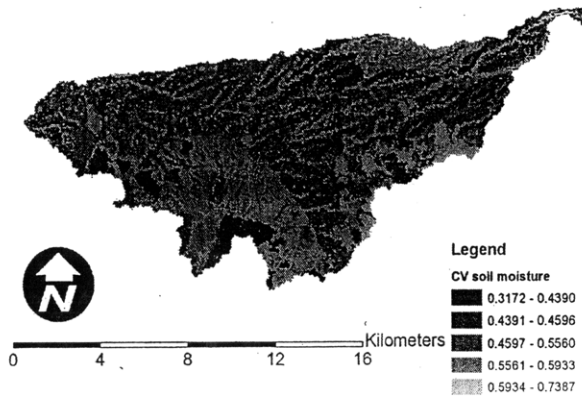 Legend
CV soil moisture
0.3172 - 0.4390
0.4391 - 0.4596
0.4597 - 0.5560
0.5561 - 0.5933
0.5934 - 0.7387
N
Kilometers
0 4 8 12 16